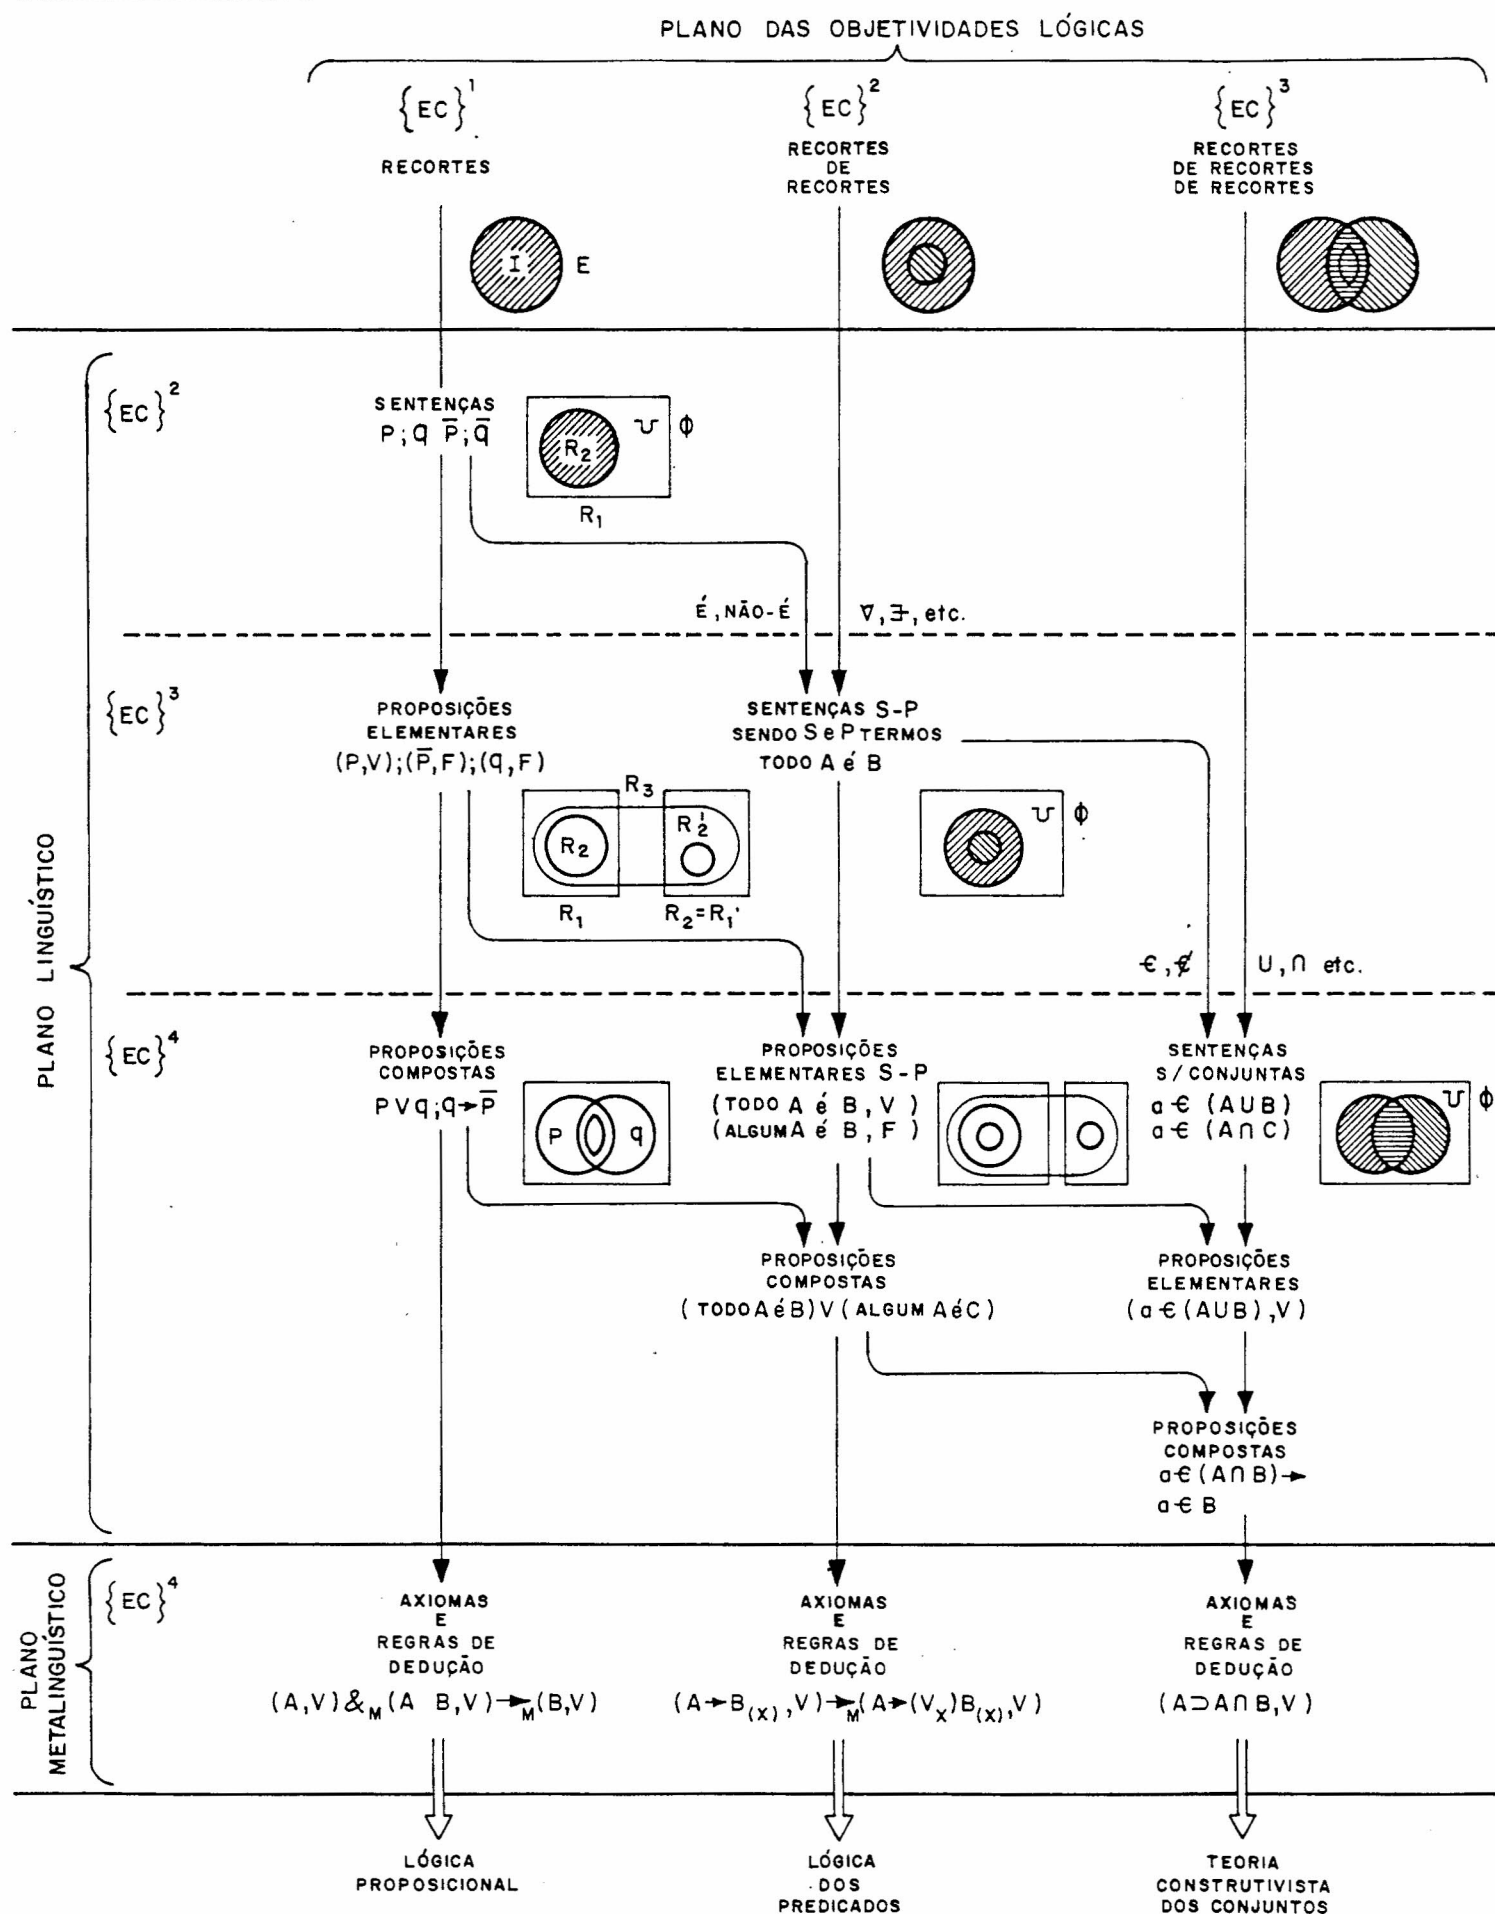 PLANO DAS OBJETIVIDADES LÓGICAS
{EC}¹
{EC}²
{EC}³
RECORTES
RECORTES
DE
RECORTES
RECORTES
DE RECORTES
DE RECORTES
I
E
PLANO LINGUÍSTICO
{EC}²
SENTENÇAS
P;q P̅;q̅
R₂
Ʊ ϕ
R₁
É, NÃO-É
∀,∃, etc.
{EC}³
PROPOSIÇÕES
ELEMENTARES
(P,V);(P̅,F);(q,F)
SENTENÇAS S-P
SENDO S e P TERMOS
TODO A é B
R₃
R₂
R₂'
R₁
R₂=R₁'
Ʊ ϕ
∈,∉
U,∩ etc.
{EC}⁴
PROPOSIÇÕES
COMPOSTAS
PVq;q→P̅
P q
PROPOSIÇÕES
ELEMENTARES S-P
(TODO A é B, V)
(ALGUM A é B, F)
SENTENÇAS
S/CONJUNTAS
a∈(AUB)
a∈(A∩C)
Ʊ ϕ
PROPOSIÇÕES
COMPOSTAS
(TODO A é B)V(ALGUM A é C)
PROPOSIÇÕES
ELEMENTARES
(a∈(AUB),V)
PROPOSIÇÕES
COMPOSTAS
a∈(A∩B)→
a∈B
PLANO
METALINGUÍSTICO
{EC}⁴
AXIOMAS
E
REGRAS DE
DEDUÇÃO
(A,V)&ₘ(A B,V)→ₘ(B,V)
AXIOMAS
E
REGRAS DE
DEDUÇÃO
(A→B₍ₓ₎,V)→ₘ(A→(Vₓ)B₍ₓ₎,V)
AXIOMAS
E
REGRAS DE
DEDUÇÃO
(A⊃A∩B,V)
LÓGICA
PROPOSICIONAL
LÓGICA
DOS
PREDICADOS
TEORIA
CONSTRUTIVISTA
DOS CONJUNTOS